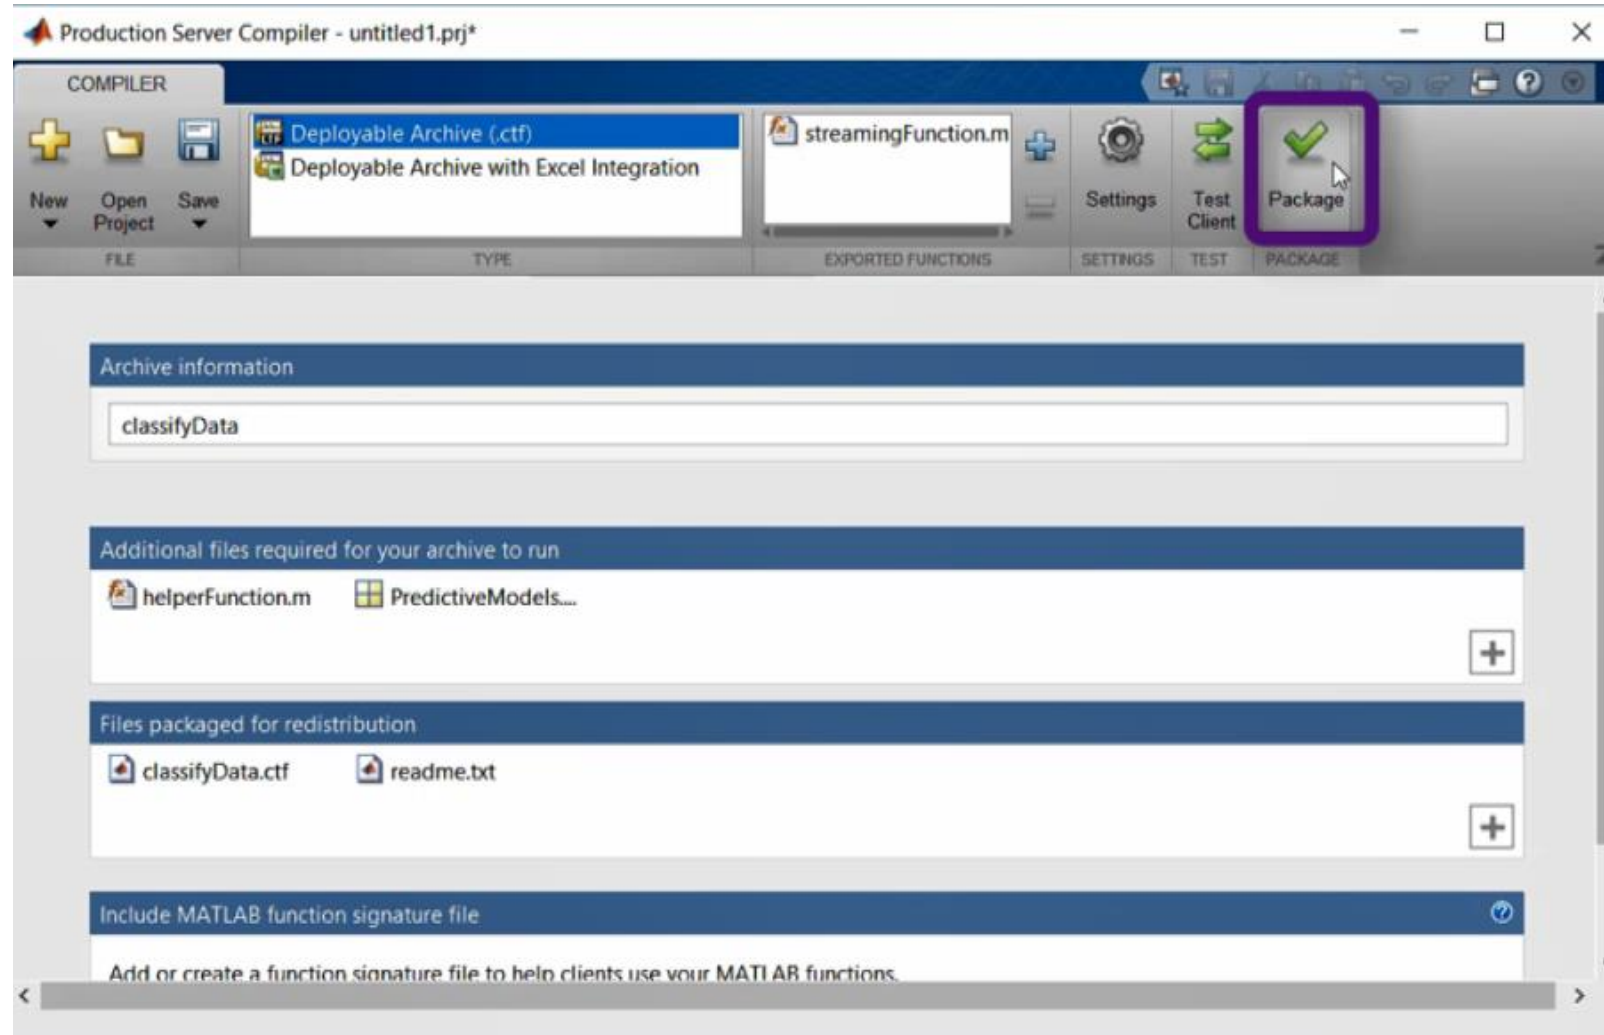 Production Server Compiler - untitled1.prj*
COMPILER
New
Open Project
Save
FILE
Deployable Archive (.ctf)
Deployable Archive with Excel Integration
TYPE
streamingFunction.m
EXPORTED FUNCTIONS
Settings
SETTINGS
Test Client
TEST
Package
PACKAGE
Archive information
classifyData
Additional files required for your archive to run
helperFunction.m PredictiveModels....
Files packaged for redistribution
classifyData.ctf readme.txt
Include MATLAB function signature file
Add or create a function signature file to help clients use your MATLAB functions.